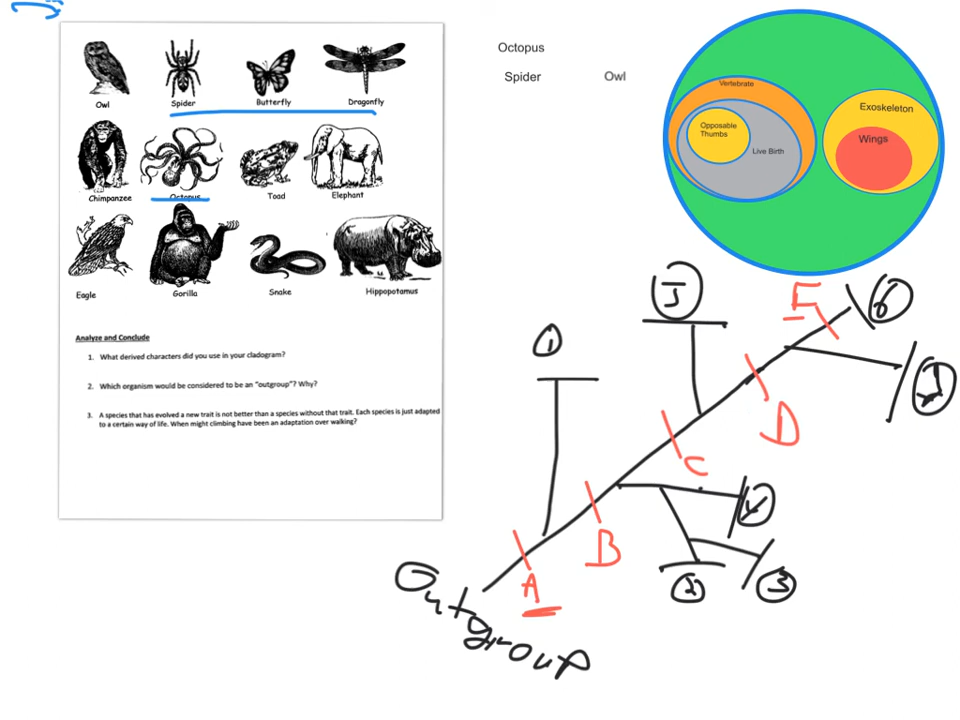 Owl
Spider
Butterfly
Dragonfly
Chimpanzee
Octopus
Toad
Elephant
Eagle
Gorilla
Snake
Hippopotamus
Analyze and Conclude
1. What derived characters did you use in your cladogram?
2. Which organism would be considered to be an "outgroup"? Why?
3. A species that has evolved a new trait is not better than a species without that trait. Each species is just adapted
to a certain way of life. When might climbing have been an adaptation over walking?
Octopus
Spider
Owl
Vertebrate
Opposable
Thumbs
Live Birth
Exoskeleton
Wings
1
5
E
6
D
C
B
4
A
2
3
Outgroup